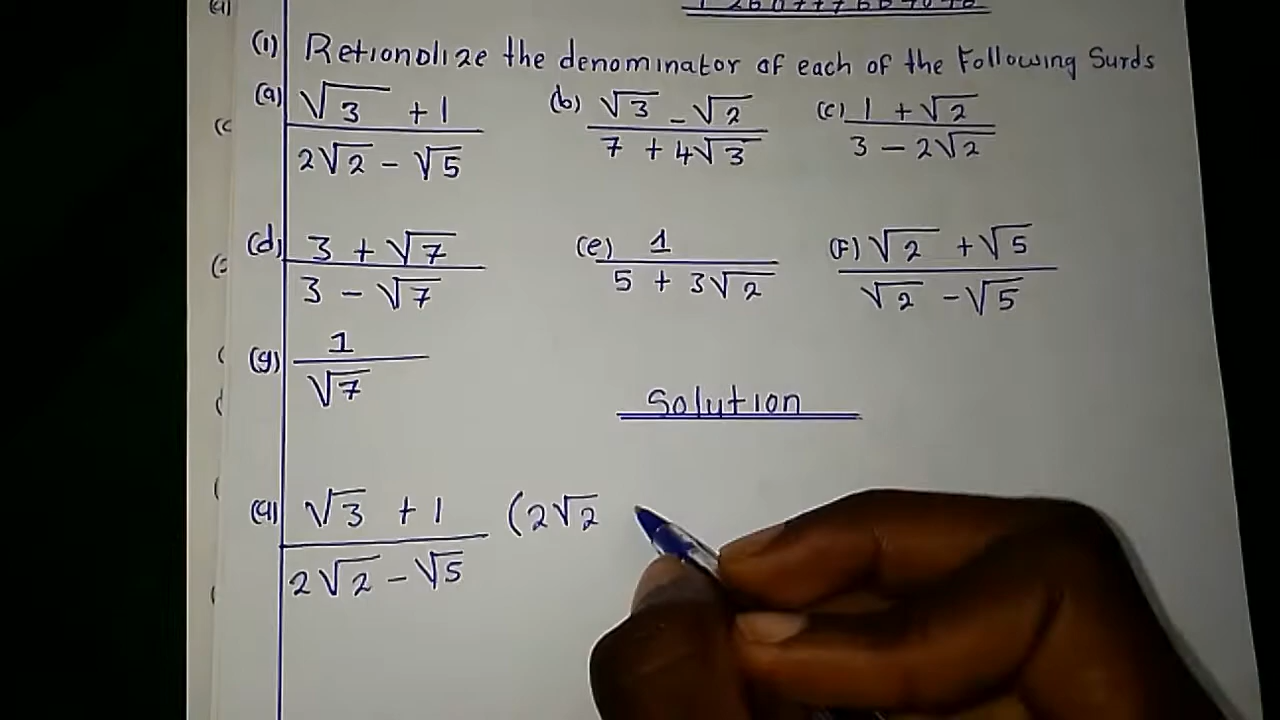 (1) Retionolize the denominator of each of the Following Surds
(a) √3 + 1 / 2√2 - √5 (b) √3 - √2 / 7 + 4√3 (c) 1 + √2 / 3 - 2√2
(d) 3 + √7 / 3 - √7 (e) 1 / 5 + 3√2 (F) √2 + √5 / √2 - √5
(g) 1 / √7
Solution
(a) √3 + 1 / 2√2 - √5 (2√2